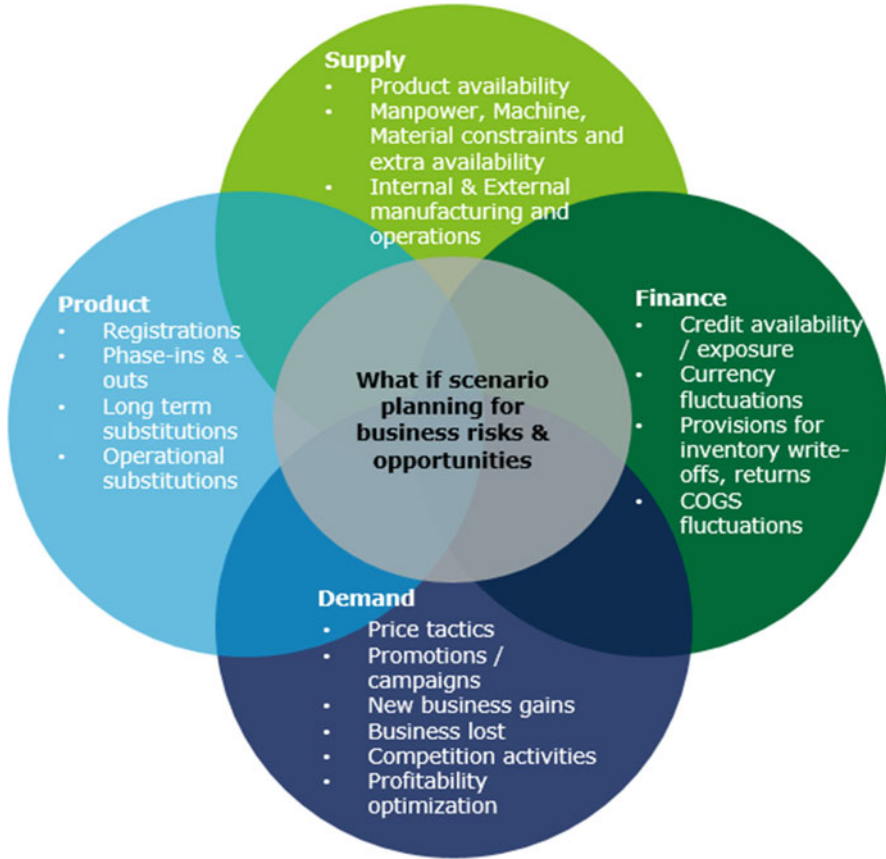 Supply
• Product availability
• Manpower, Machine,
Material constraints and
extra availability
• Internal & External
manufacturing and
operations
Product
• Registrations
• Phase-ins & -
outs
• Long term
substitutions
• Operational
substitutions
What if scenario
planning for
business risks &
opportunities
Finance
• Credit availability
/ exposure
• Currency
fluctuations
• Provisions for
inventory write-
offs, returns
• COGS
fluctuations
Demand
• Price tactics
• Promotions /
campaigns
• New business gains
• Business lost
• Competition activities
• Profitability
optimization